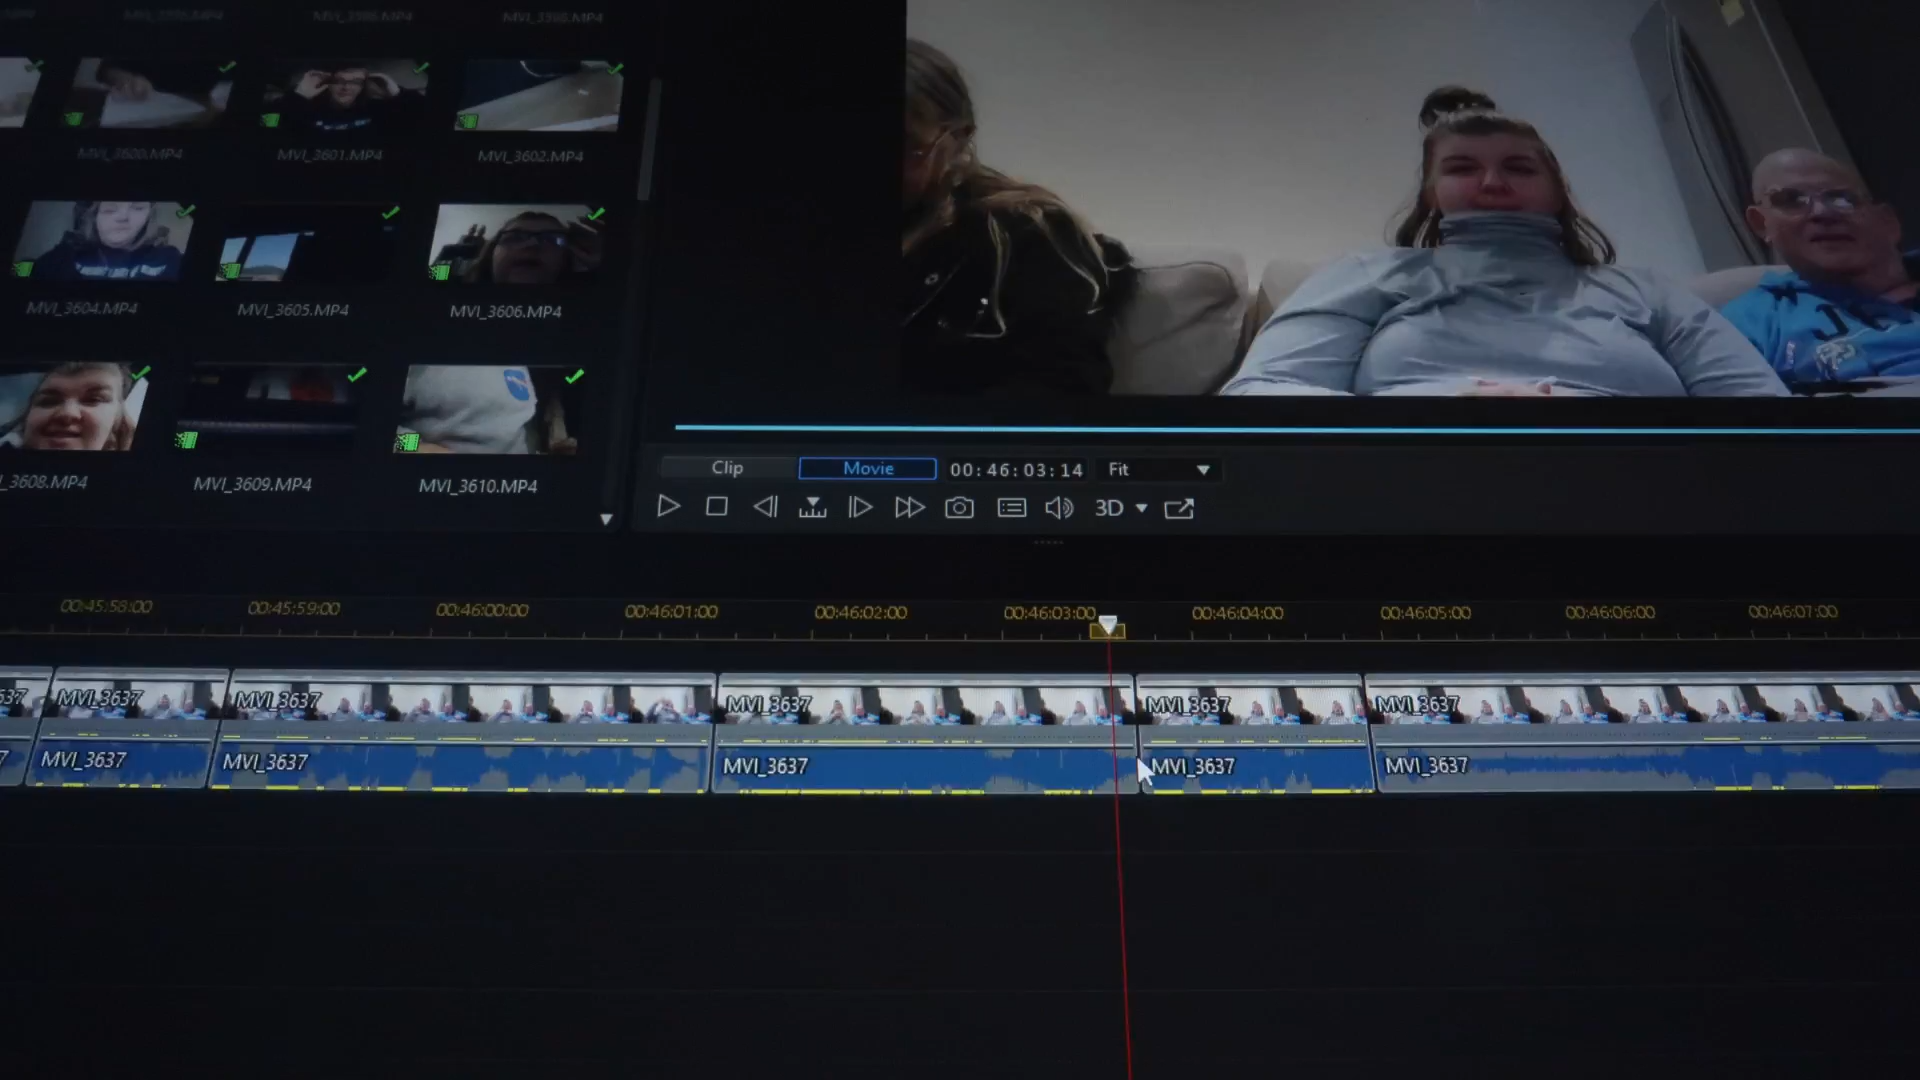 MVI_3600.MP4 MVI_3601.MP4 MVI_3602.MP4
MVI_3604.MP4 MVI_3605.MP4 MVI_3606.MP4
_3608.MP4 MVI_3609.MP4 MVI_3610.MP4
Clip Movie 00:46:03:14 Fit
3D
00:45:58:00 00:45:59:00 00:46:00:00 00:46:01:00 00:46:02:00 00:46:03:00 00:46:04:00 00:46:05:00 00:46:06:00 00:46:07:00
637 MVI_3637 MVI_3637 MVI_3637 MVI_3637 MVI_3637
7 MVI_3637 MVI_3637 MVI_3637 MVI_3637 MVI_3637